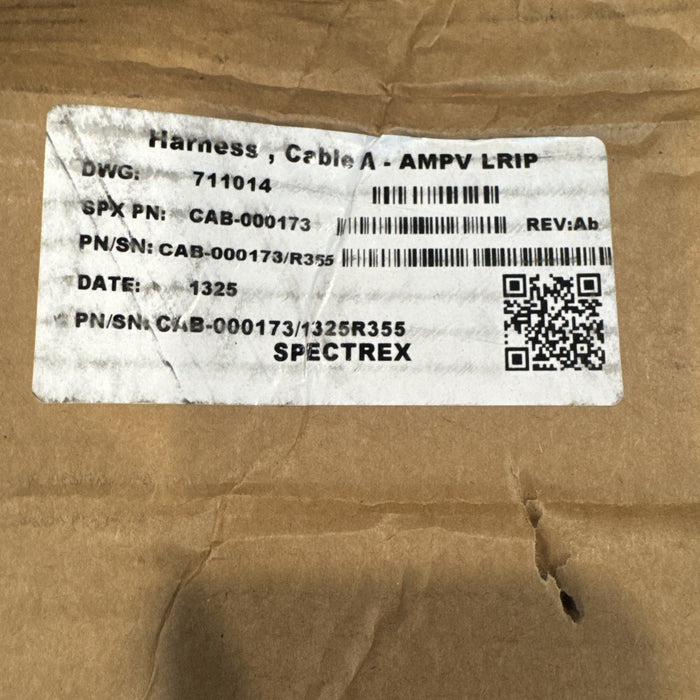 Harness , Cable A - AMPV LRIP
DWG: 711014
SPX PN: CAB-000173 REV:Ab
PN/SN: CAB-000173/R355
DATE: 1325
PN/SN: CAB-000173/1325R355
SPECTREX